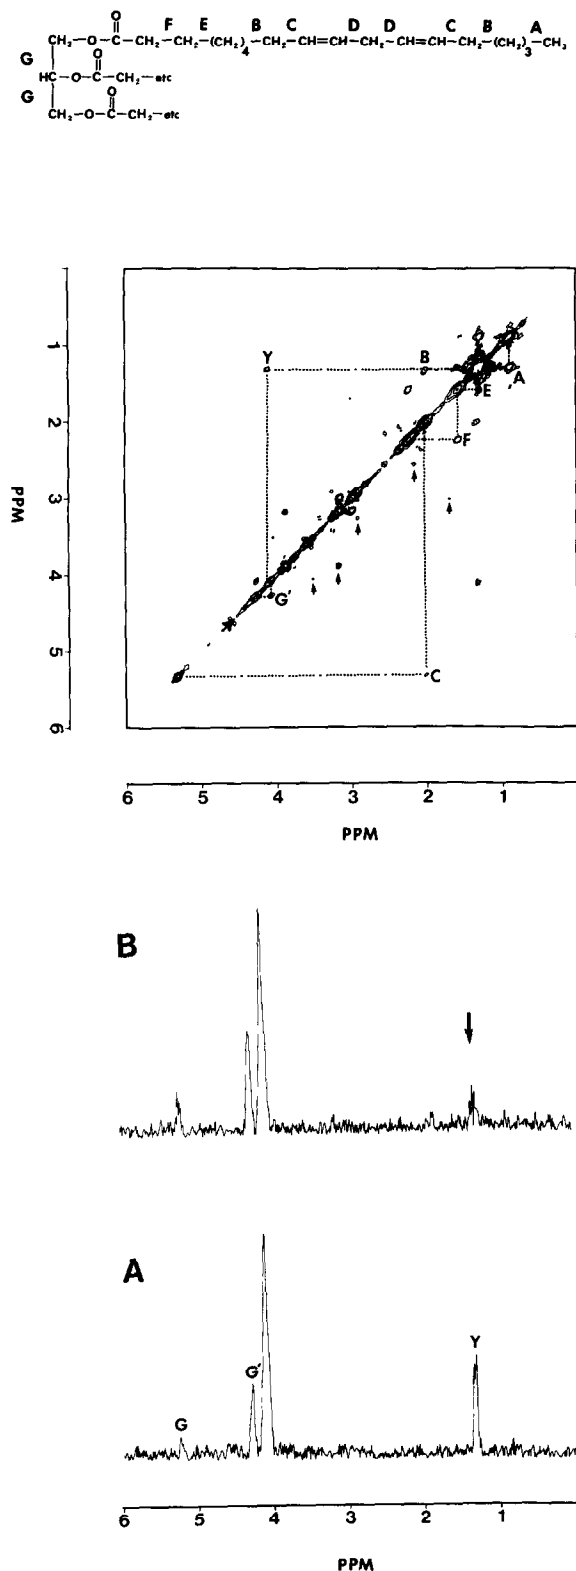 O F E B C D D C B A
CH₂-O-C-CH₂-CH₂-(CH₂)₄-CH₂-CH=CH-CH₂-CH=CH-CH₂-(CH₂)₃-CH₃
G O
HC-O-C-CH₂-etc
G O
CH₂-O-C-CH₂-etc
1
Y B
A
E
2
F
3
PPM
4
G'
5
C
6
6 5 4 3 2 1
PPM
B
A
Y
G'
G
6 5 4 3 2 1
PPM